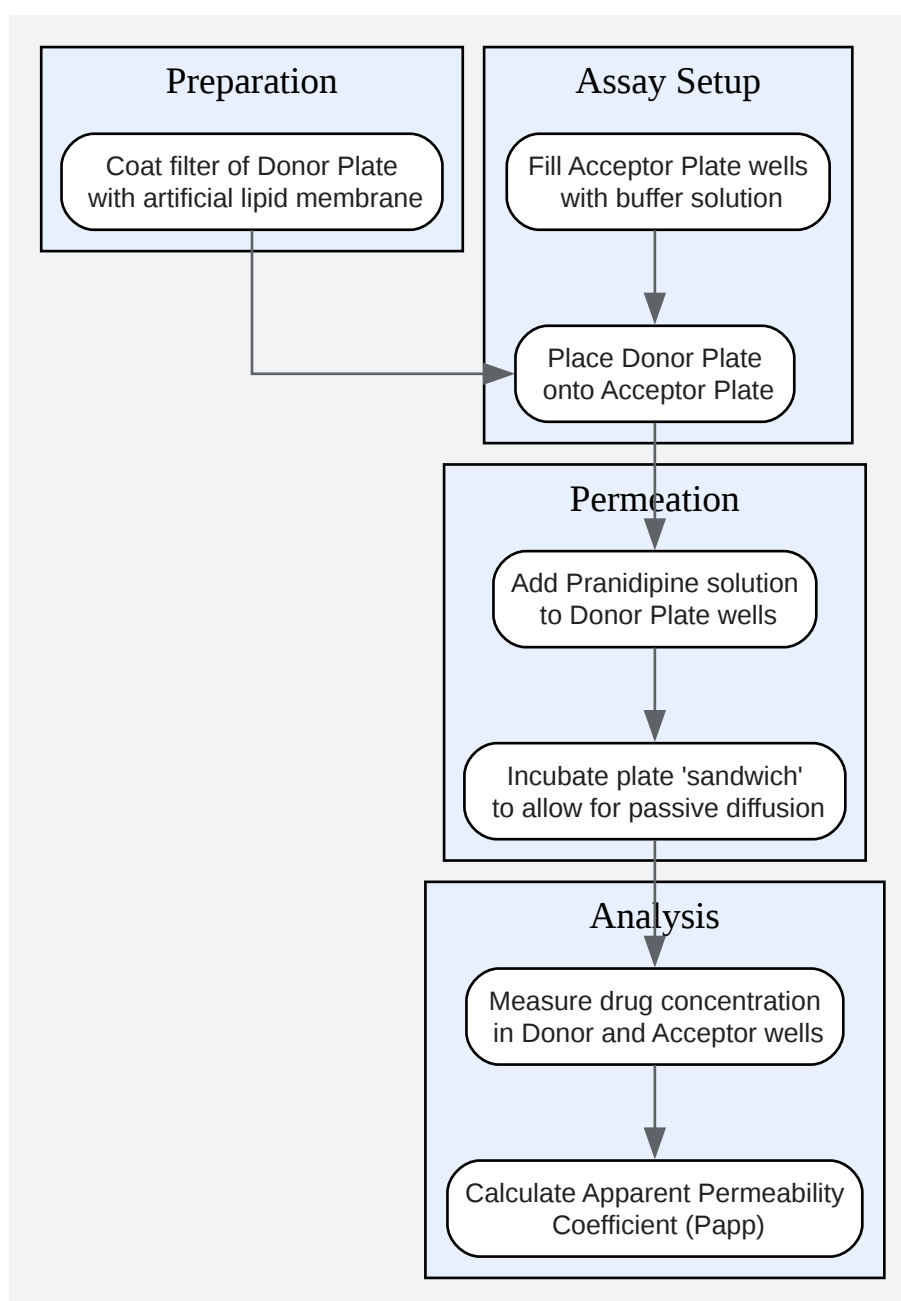 Preparation
Coat filter of Donor Plate
with artificial lipid membrane
Assay Setup
Fill Acceptor Plate wells
with buffer solution
Place Donor Plate
onto Acceptor Plate
Permeation
Add Pranidipine solution
to Donor Plate wells
Incubate plate 'sandwich'
to allow for passive diffusion
Analysis
Measure drug concentration
in Donor and Acceptor wells
Calculate Apparent Permeability
Coefficient (Papp)